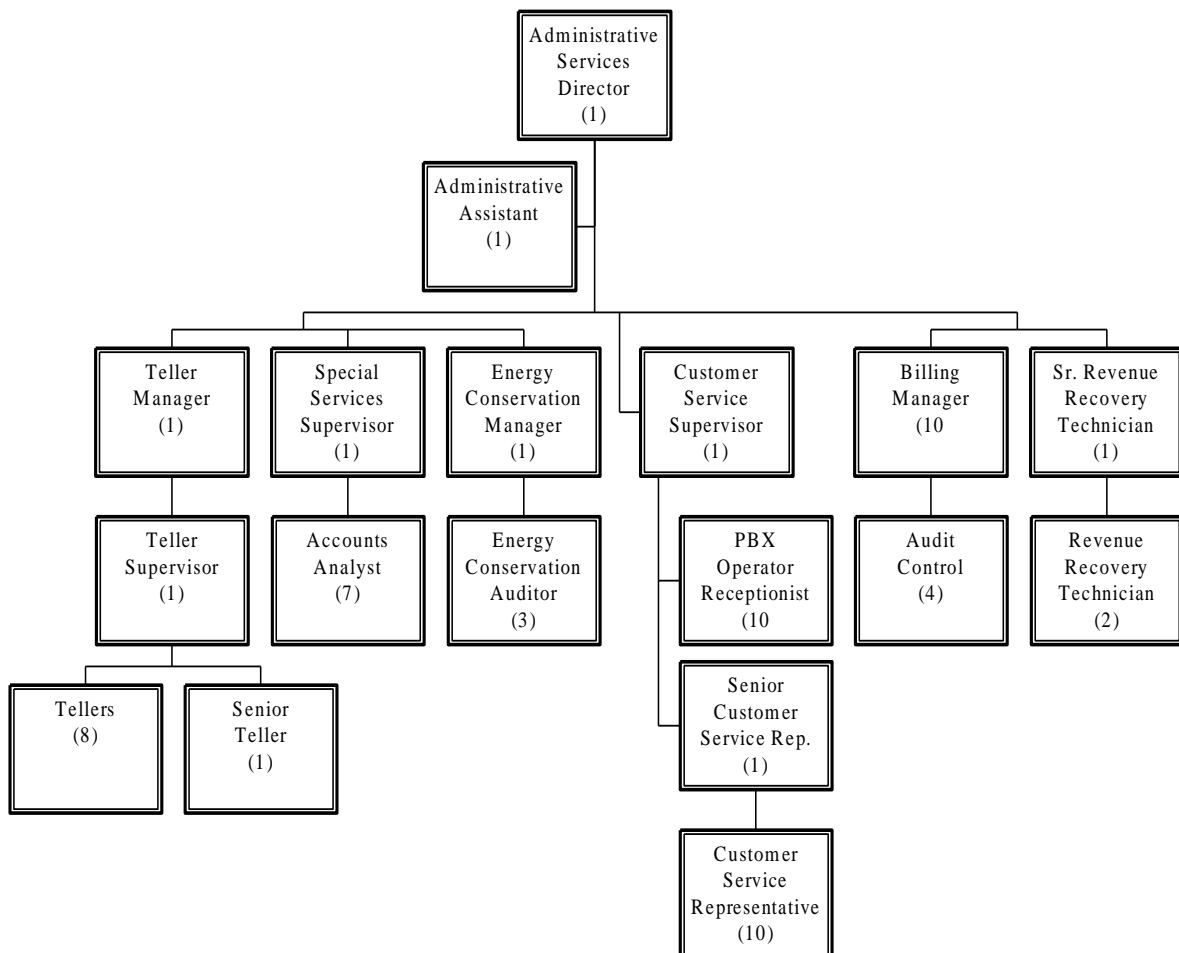 Administrative
Services
Director
(1)
Administrative
Assistant
(1)
Teller
Manager
(1)
Special
Services
Supervisor
(1)
Energy
Conservation
Manager
(1)
Customer
Service
Supervisor
(1)
Billing
Manager
(10
Sr. Revenue
Recovery
Technician
(1)
Teller
Supervisor
(1)
Accounts
Analyst
(7)
Energy
Conservation
Auditor
(3)
PBX
Operator
Receptionist
(10
Audit
Control
(4)
Revenue
Recovery
Technician
(2)
Tellers
(8)
Senior
Teller
(1)
Senior
Customer
Service Rep.
(1)
Customer
Service
Representative
(10)